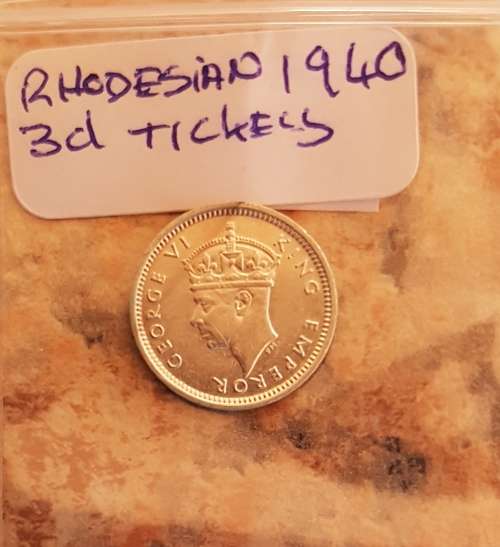 RHODESIAN 1940
3d TICKEYS
GEORGE VI KING EMPEROR